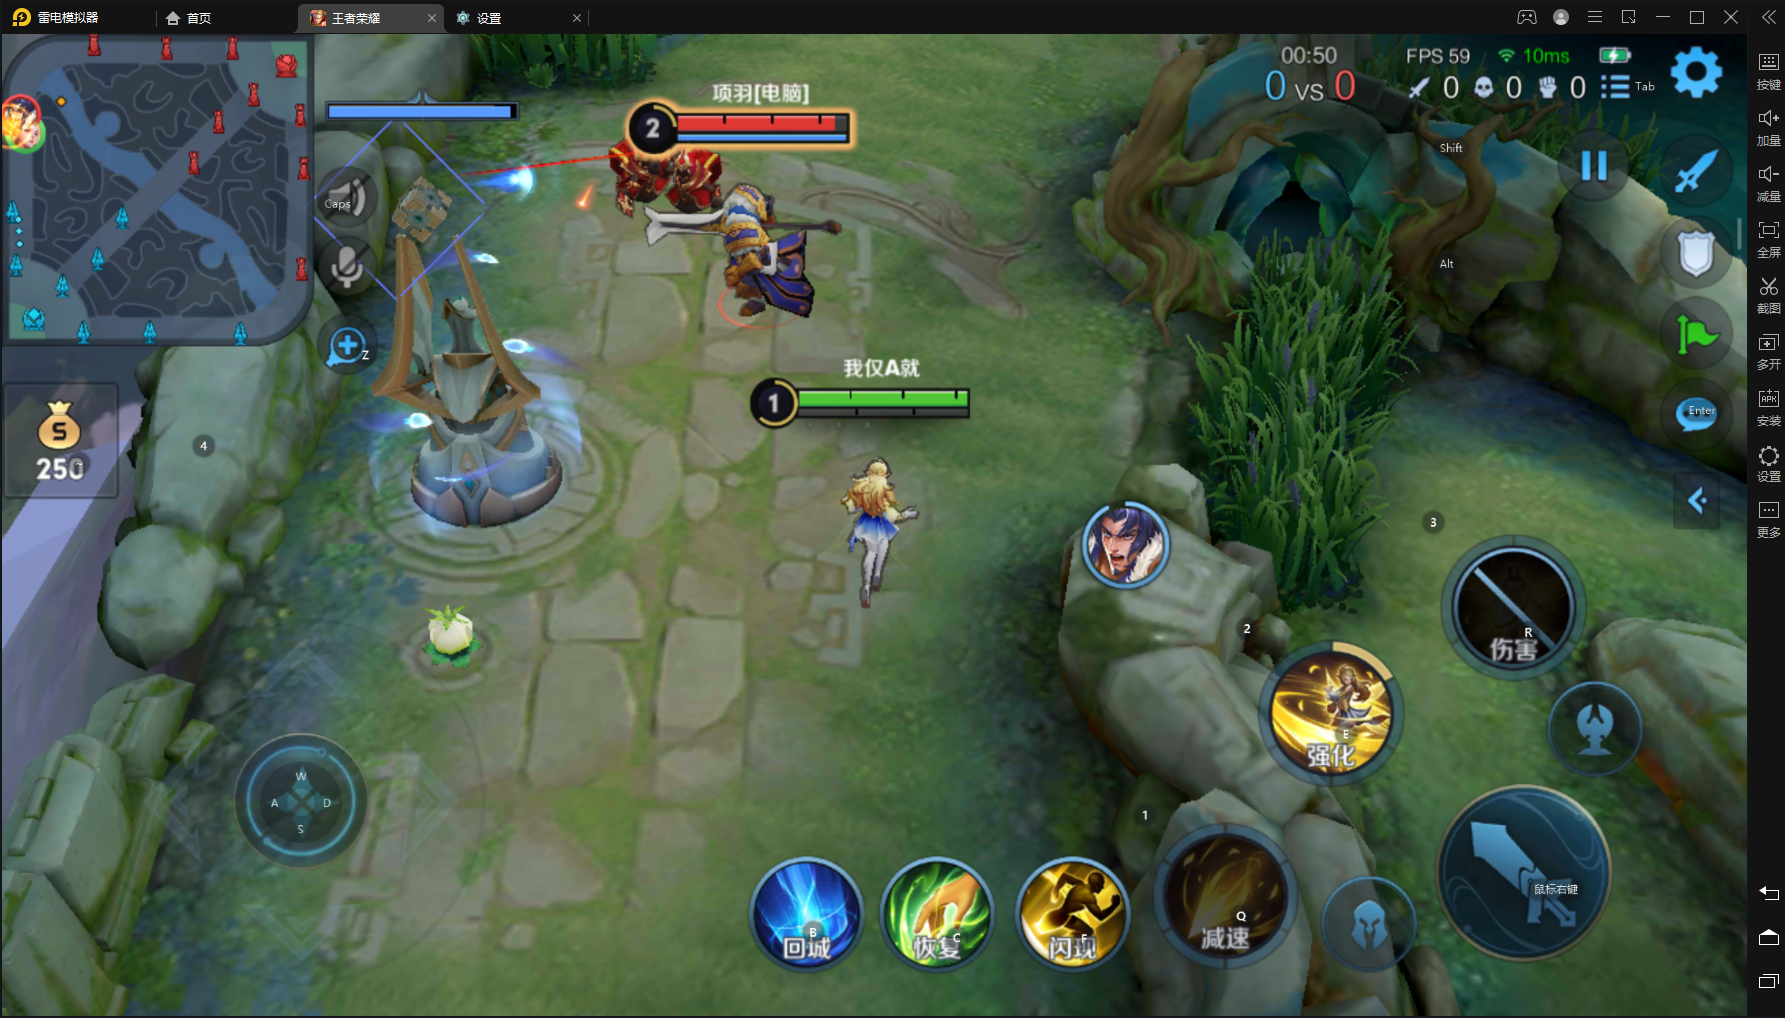 雷电模拟器
首页
王者荣耀
设置
00:50
FPS 59
10ms
0 VS 0
0
0
0
Tab
项羽[电脑]
2
Shift
Caps
Alt
Z
我仅A就
1
Enter
250
~
4
3
2
R
伤害
E
强化
W
A
D
S
1
鼠标右键
B
回城
C
恢复
F
闪现
Q
减速
按键
加量
减量
全屏
截图
多开
APK
安装
设置
更多